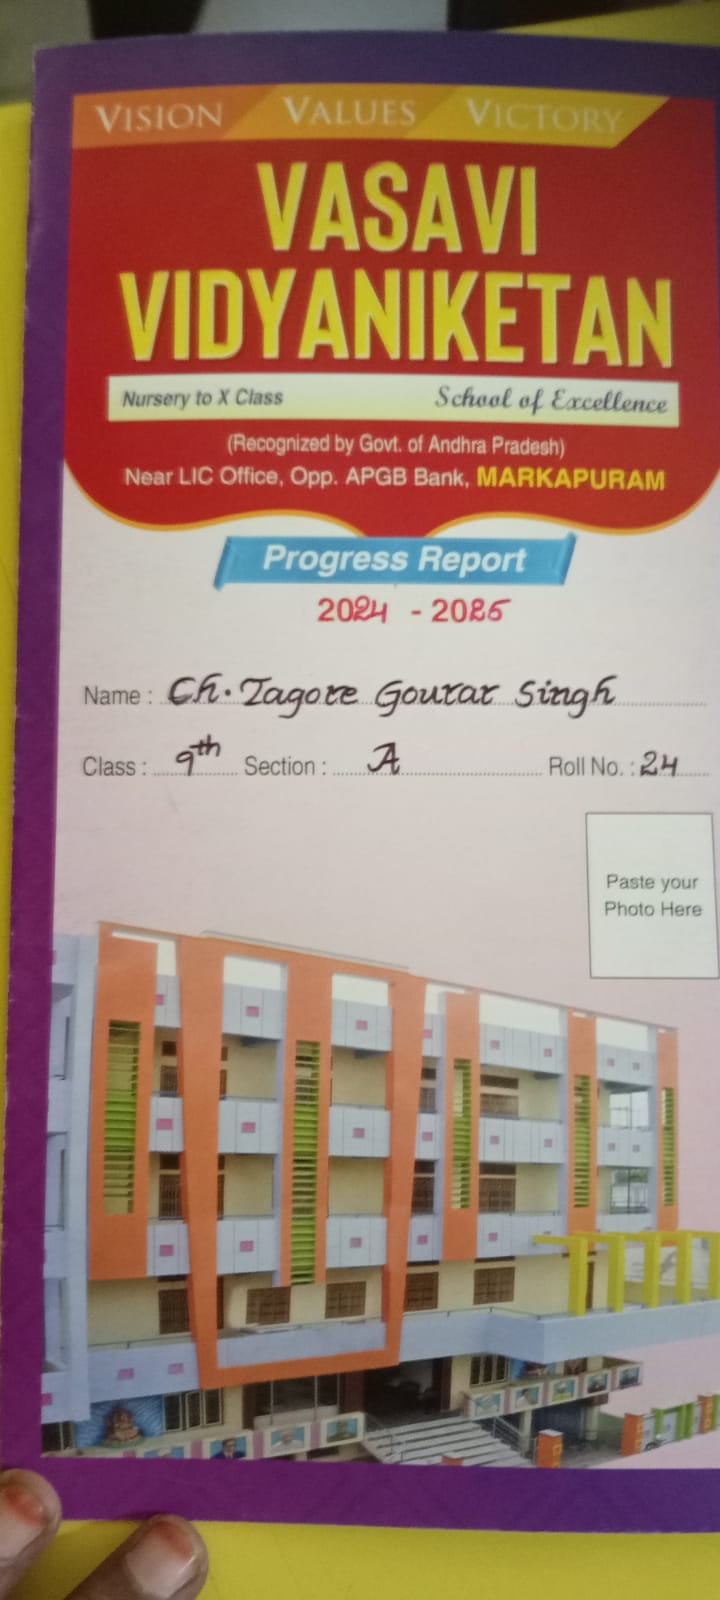 VISION VALUES VICTORY
VASAVI
VIDYANIKETAN
Nursery to X Class School of Excellence
(Recognized by Govt. of Andhra Pradesh)
Near LIC Office, Opp. APGB Bank, MARKAPURAM
Progress Report
2024 - 2025
Name : Ch. Tagore Gourar Singh
Class : 9th Section : A Roll No. : 24
Paste your
Photo Here